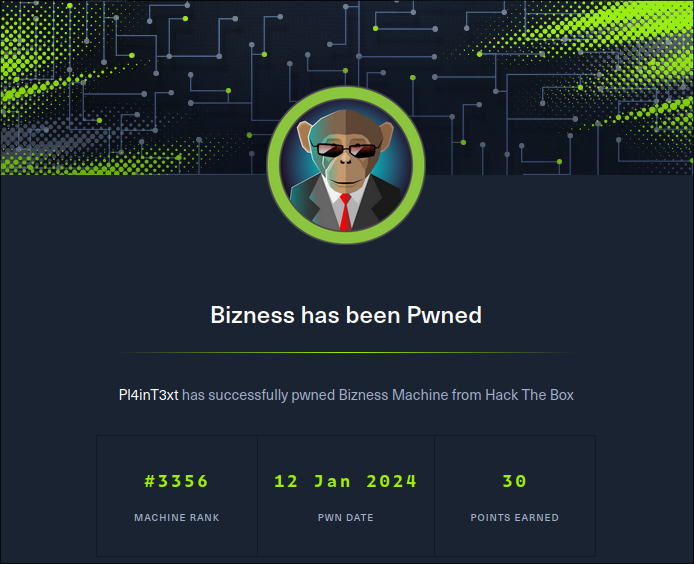 Bizness has been Pwned
Pl4inT3xt has successfully pwned Bizness Machine from Hack The Box
#3356 12 Jan 2024 30
MACHINE RANK PWN DATE POINTS EARNED